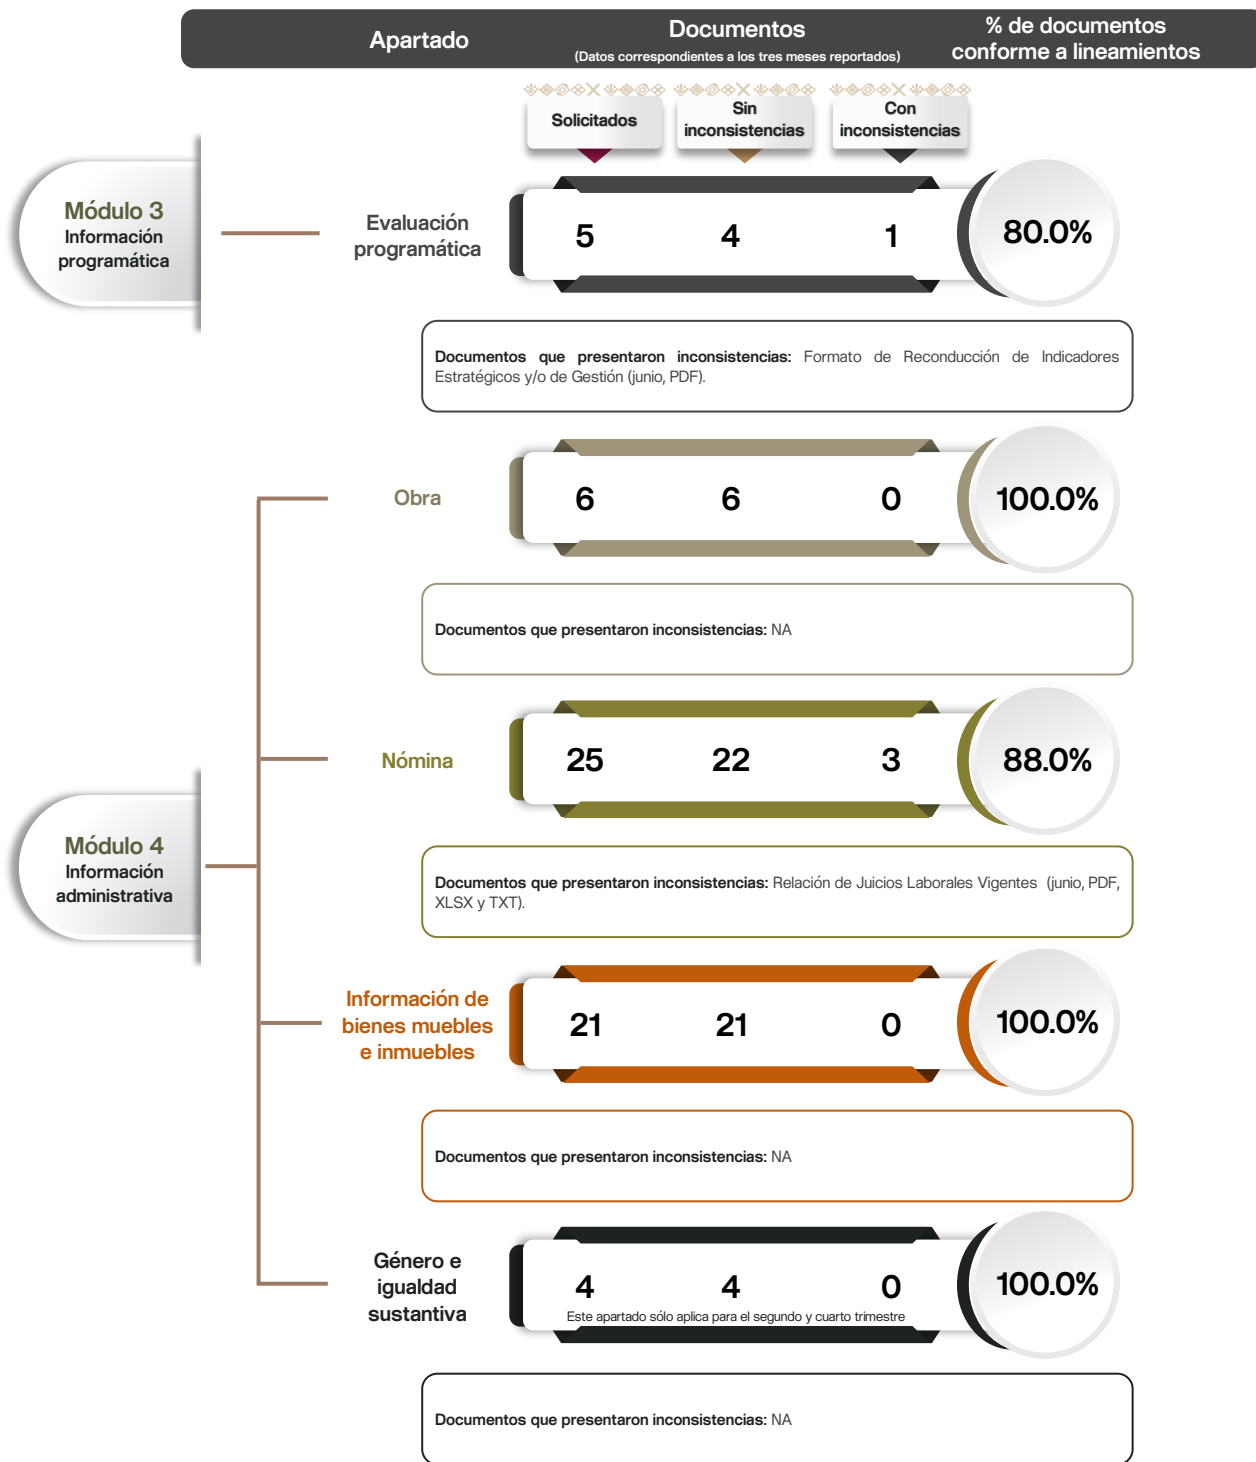 Apartado
Documentos
(Datos correspondientes a los tres meses reportados)
% de documentos
conforme a lineamientos
Solicitados
Sin
inconsistencias
Con
inconsistencias
Módulo 3
Información
programática
Evaluación
programática
5 4 1 80.0%
Documentos que presentaron inconsistencias: Formato de Reconducción de Indicadores
Estratégicos y/o de Gestión (junio, PDF).
Obra
6 6 0 100.0%
Documentos que presentaron inconsistencias: NA
Módulo 4
Información
administrativa
Nómina
25 22 3 88.0%
Documentos que presentaron inconsistencias: Relación de Juicios Laborales Vigentes (junio, PDF,
XLSX y TXT).
Información de
bienes muebles
e inmuebles
21 21 0 100.0%
Documentos que presentaron inconsistencias: NA
Género e
igualdad
sustantiva
4 4 0 100.0%
Este apartado sólo aplica para el segundo y cuarto trimestre
Documentos que presentaron inconsistencias: NA